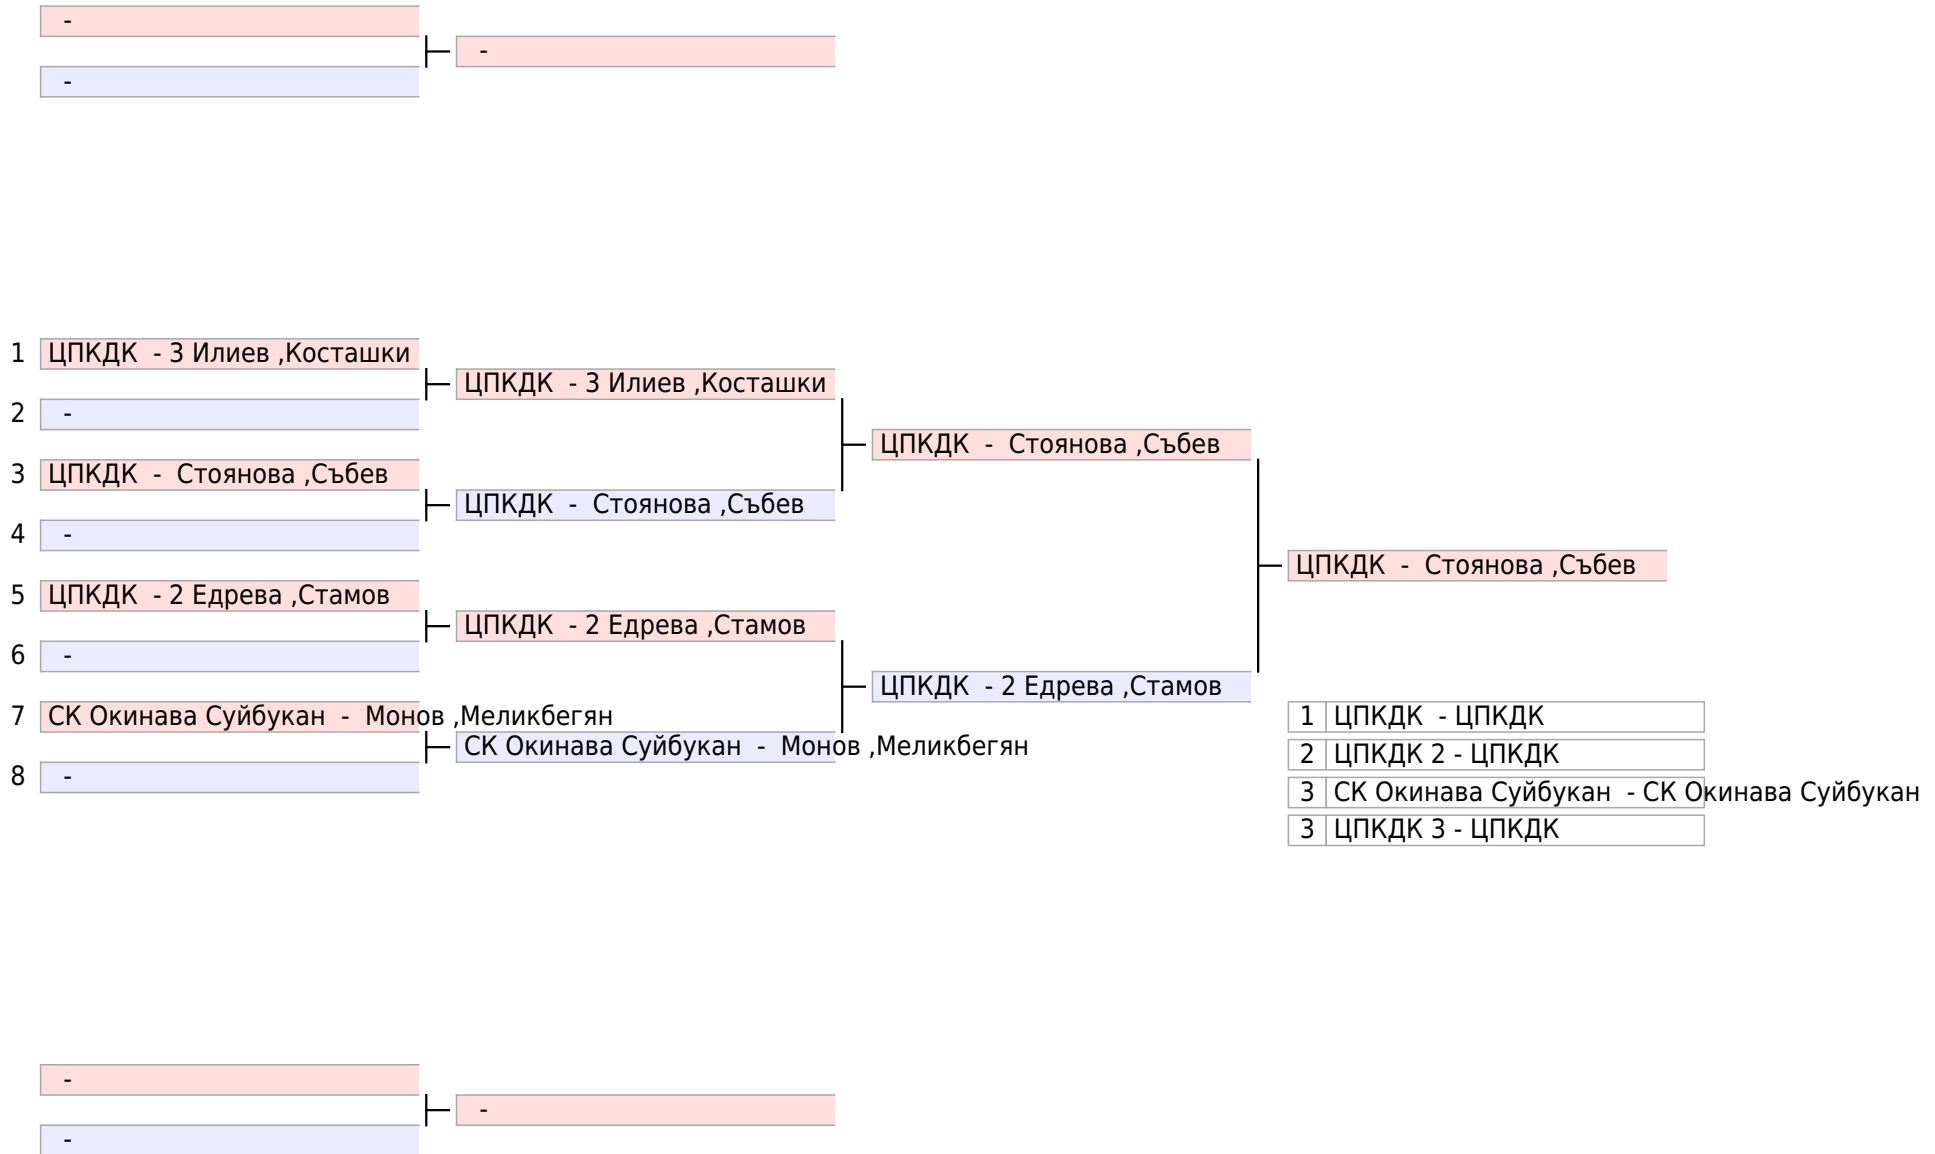 -
-
-
1 ЦПКДК - 3 Илиев ,Косташки
ЦПКДК - 3 Илиев ,Косташки
2 -
ЦПКДК - Стоянова ,Събев
3 ЦПКДК - Стоянова ,Събев
ЦПКДК - Стоянова ,Събев
4 -
ЦПКДК - Стоянова ,Събев
5 ЦПКДК - 2 Едрева ,Стамов
ЦПКДК - 2 Едрева ,Стамов
6 -
ЦПКДК - 2 Едрева ,Стамов
7 СК Окинава Суйбукан - Монов ,Меликбегян
СК Окинава Суйбукан - Монов ,Меликбегян
8 -
1 ЦПКДК - ЦПКДК
2 ЦПКДК 2 - ЦПКДК
3 СК Окинава Суйбукан - СК Окинава Суйбукан
3 ЦПКДК 3 - ЦПКДК
-
-
-